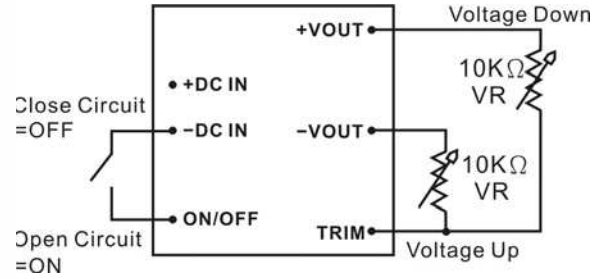 Voltage Down
+VOUT
10KΩ
VR
+DC IN
Close Circuit
=OFF
−DC IN
−VOUT
10KΩ
VR
ON/OFF
TRIM
Open Circuit
=ON
Voltage Up